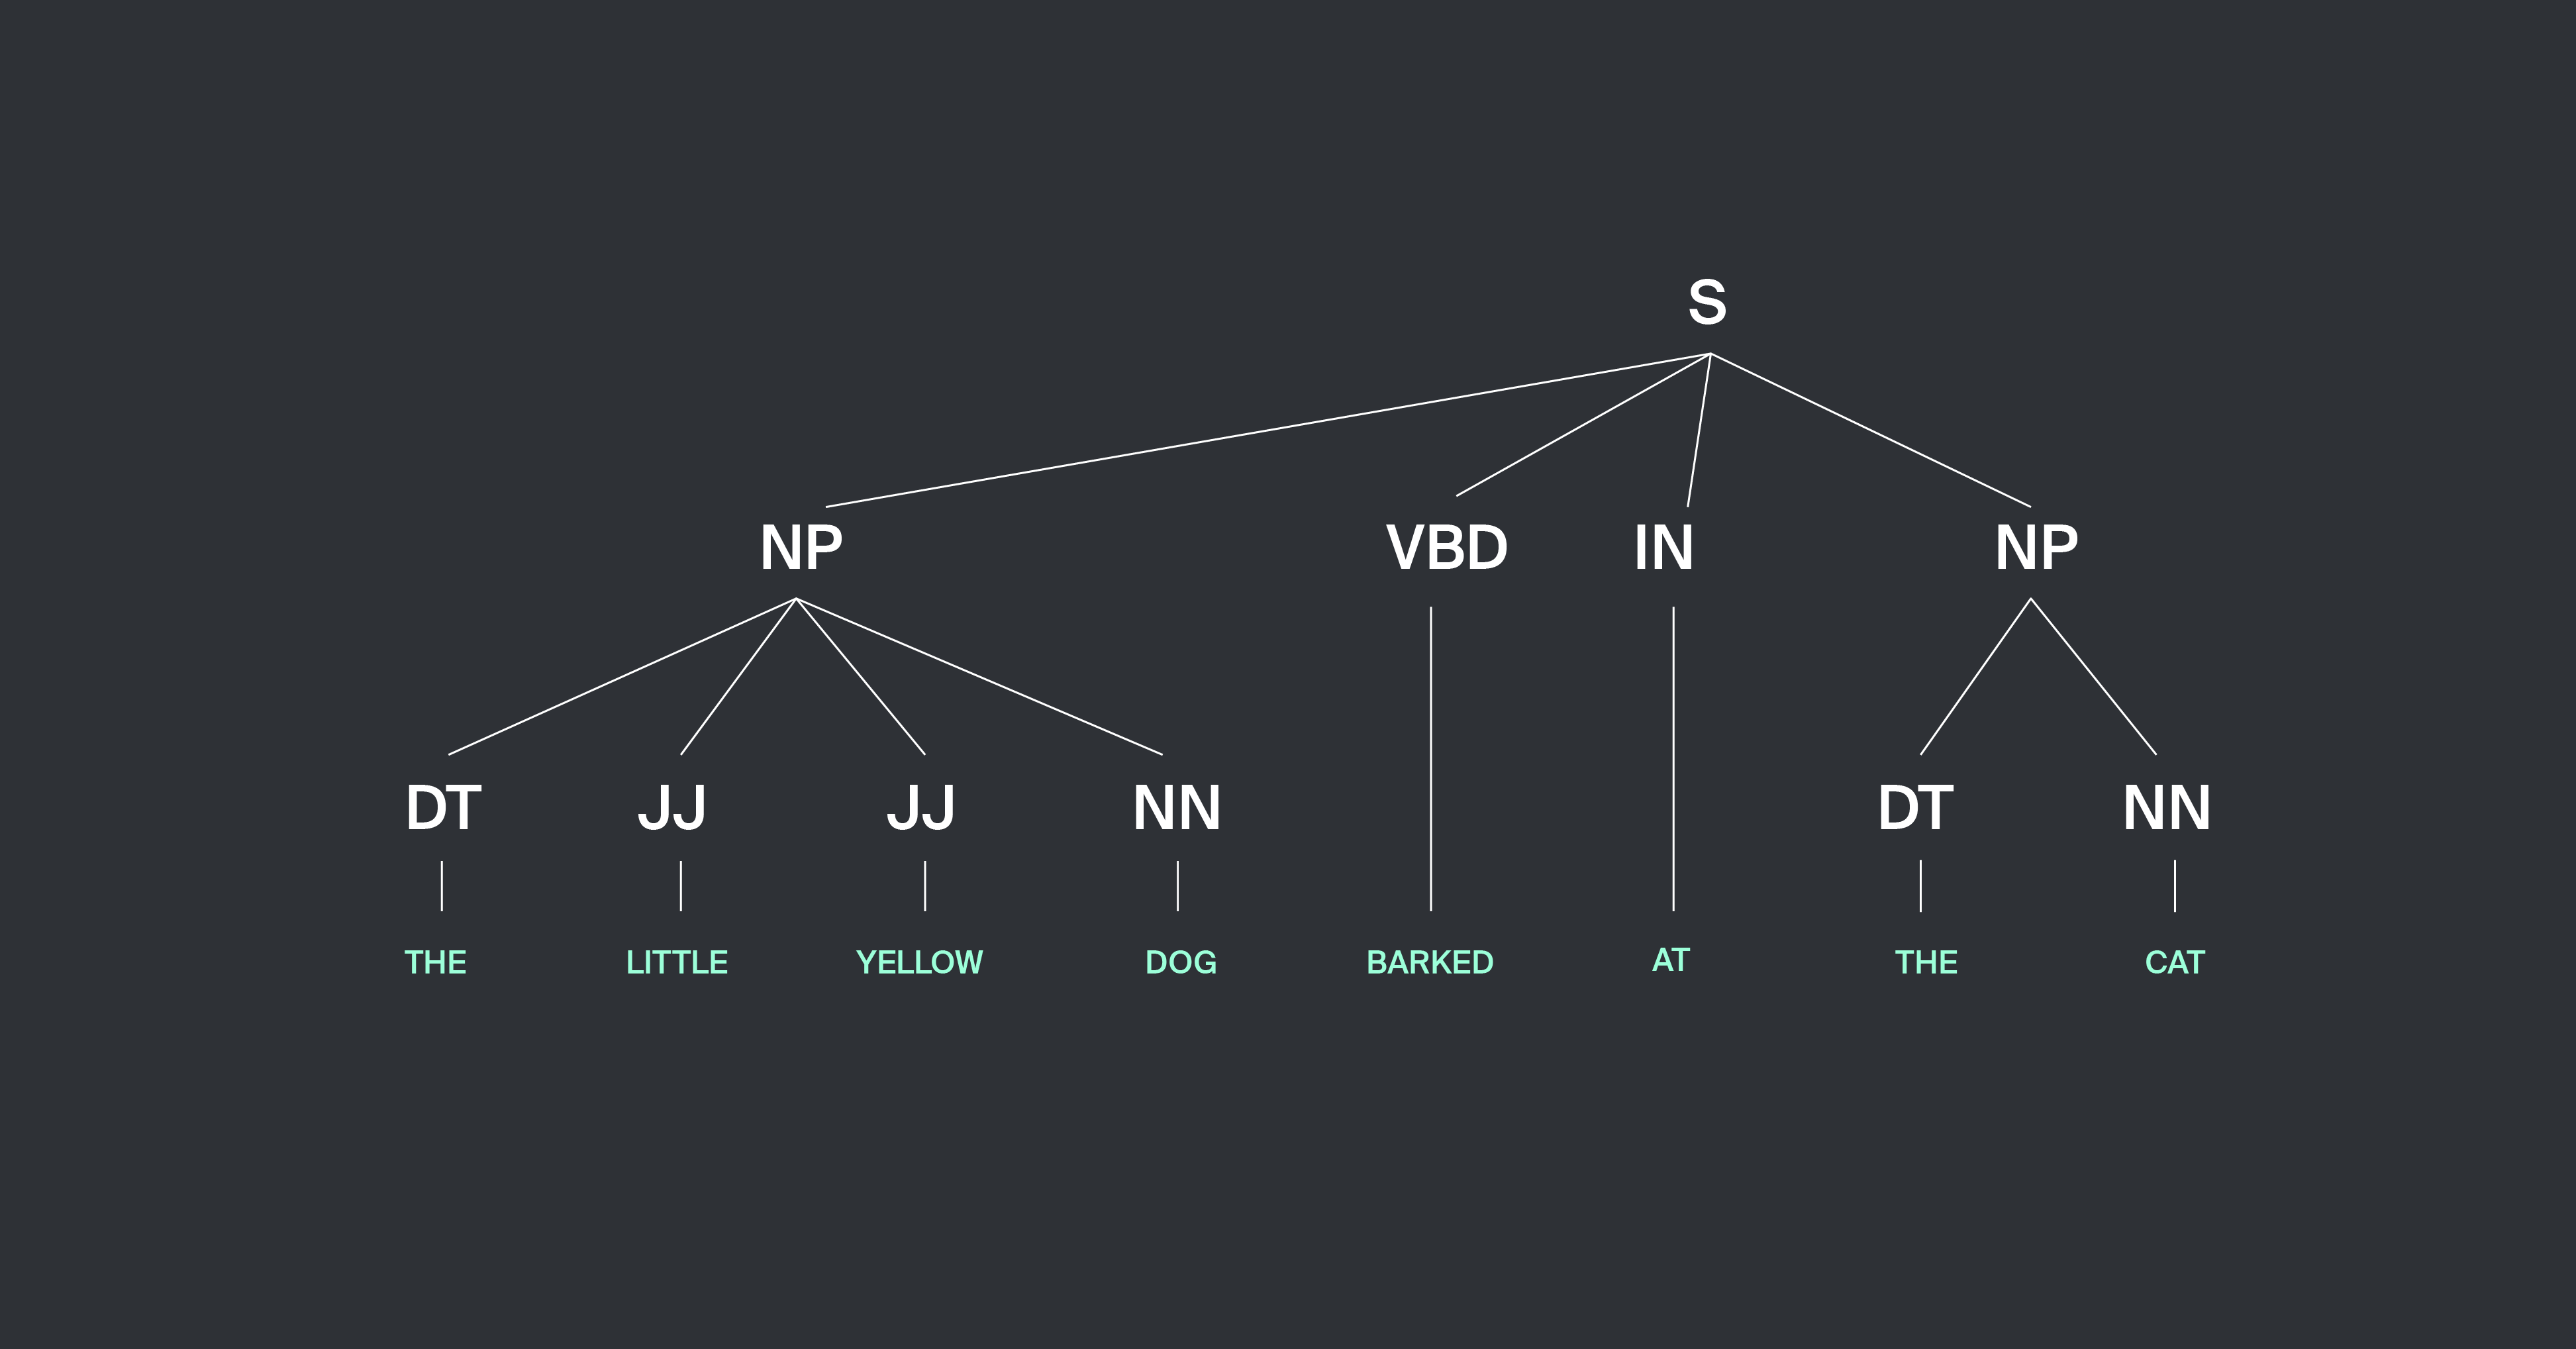 S
NP VBD IN NP
DT JJ JJ NN DT NN
THE LITTLE YELLOW DOG BARKED AT THE CAT